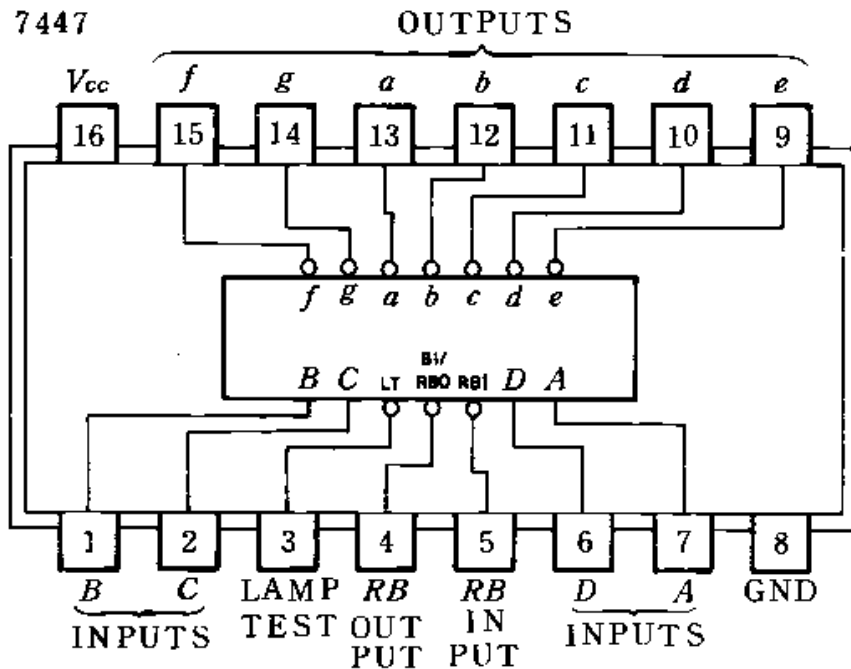 7447
OUTPUTS
Vcc f g a b c d e
16 15 14 13 12 11 10 9
f g a b c d e
BI/
B C LT RBO RBI D A
1 2 3 4 5 6 7 8
B C LAMP RB RB D A GND
INPUTS TEST OUT IN INPUTS
PUT PUT